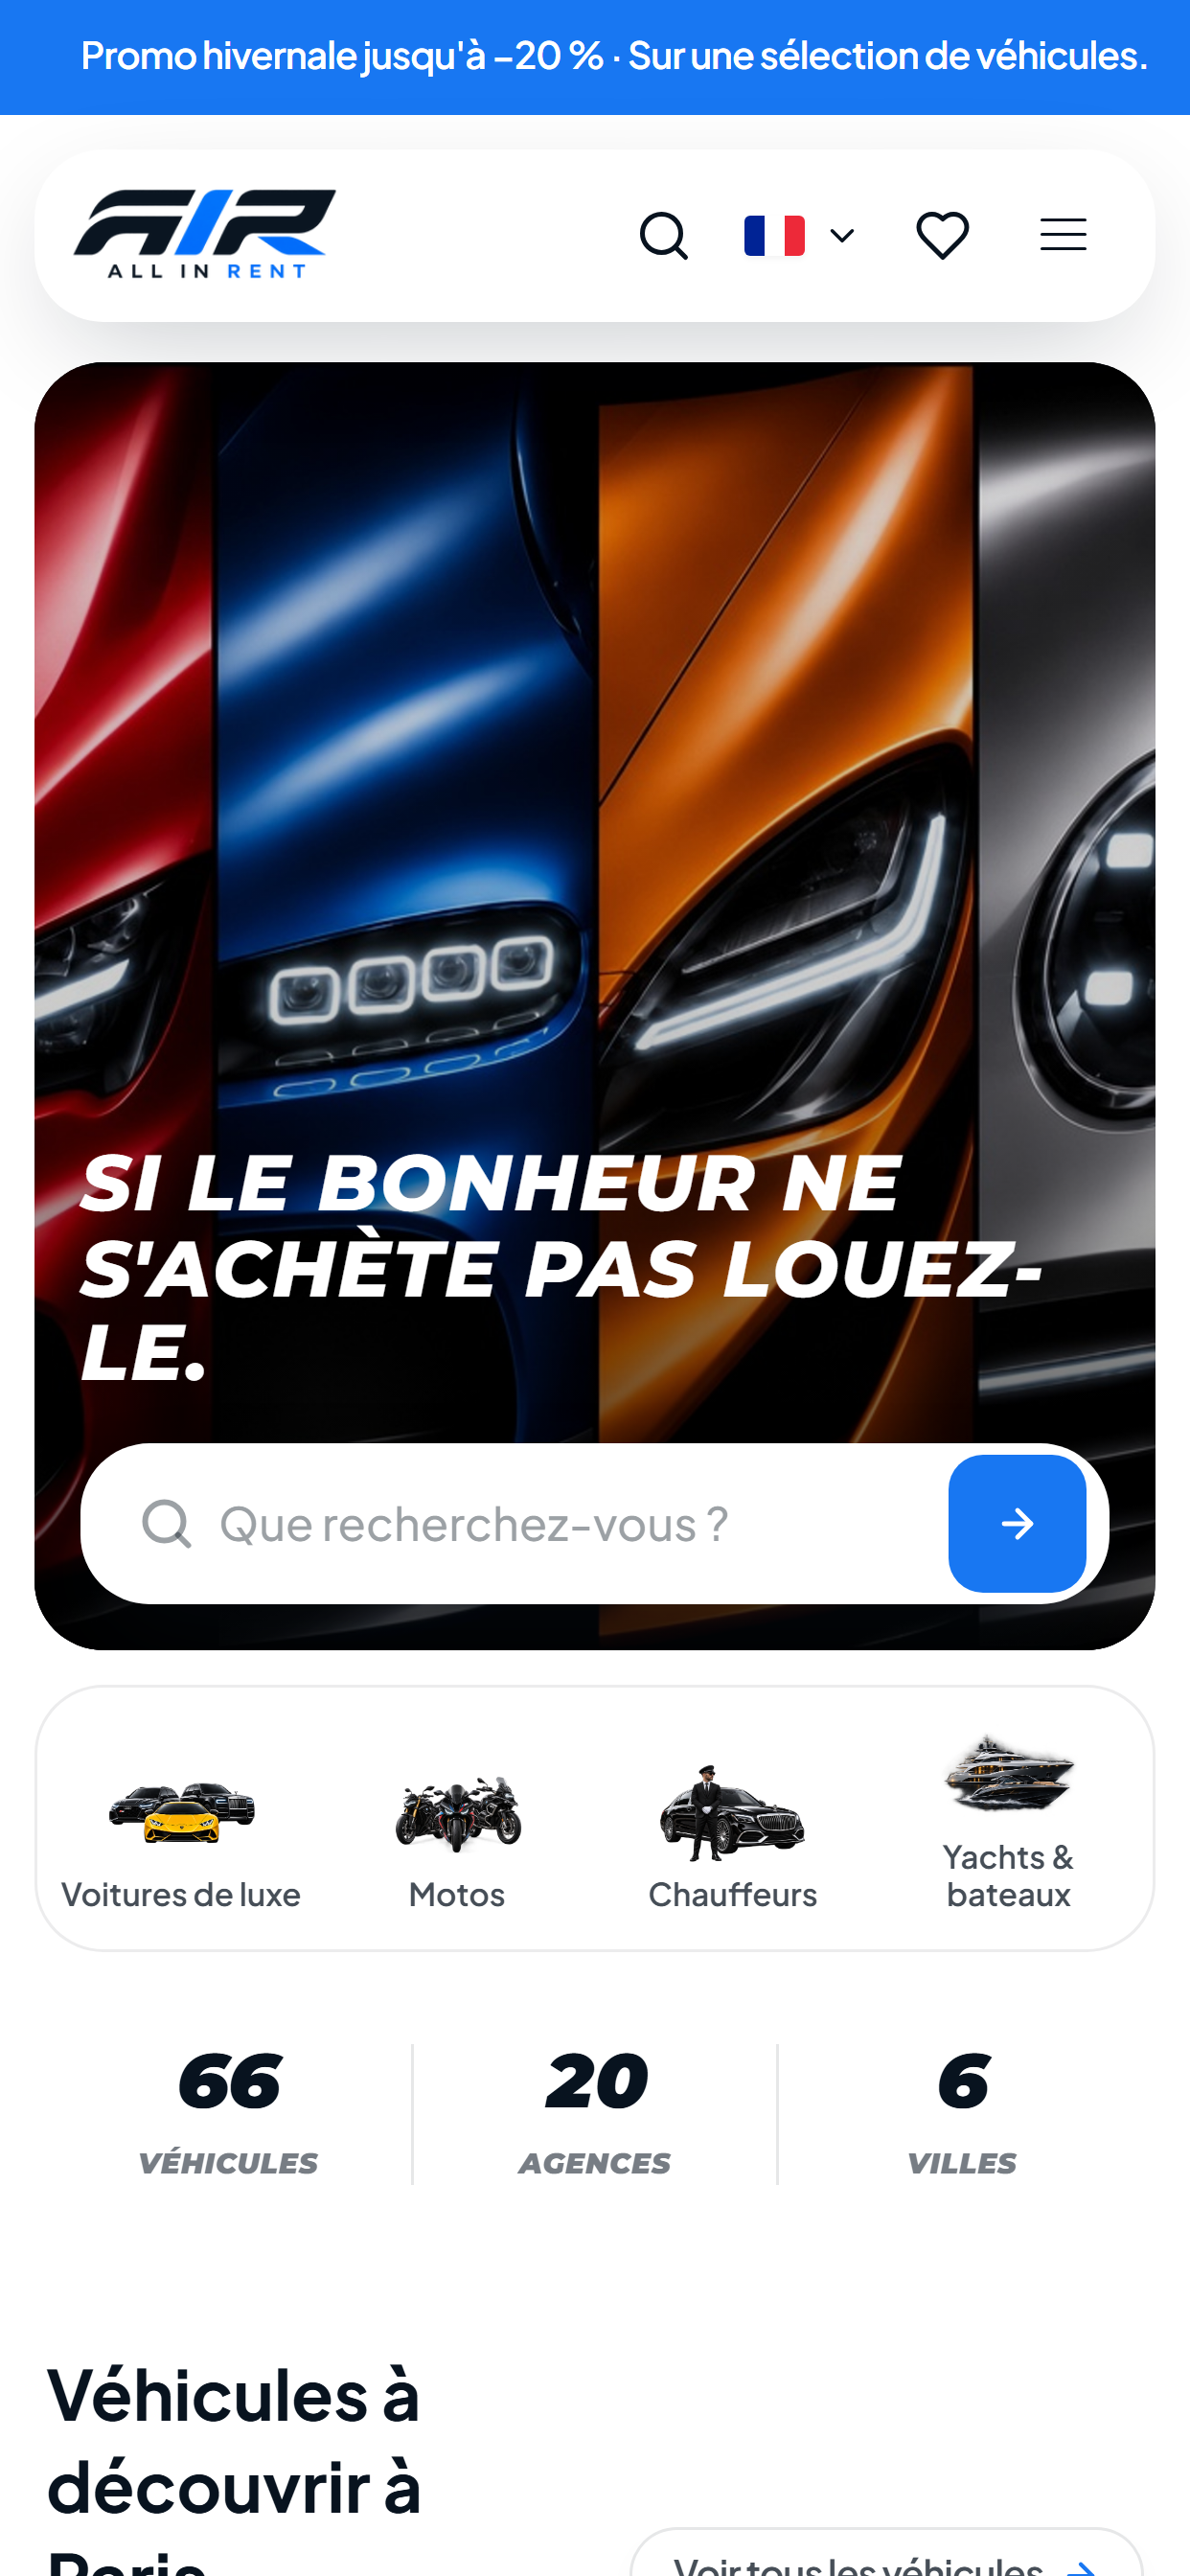 Promo hivernale jusqu'à −20 % · Sur une sélection de véhicules.
AIR
ALL IN RENT
SI LE BONHEUR NE
S'ACHÈTE PAS LOUEZ-
LE.
Que recherchez-vous ?
Voitures de luxe
Motos
Chauffeurs
Yachts &
bateaux
66
20
6
VÉHICULES
AGENCES
VILLES
Véhicules à
découvrir à
Paris
Voir tous les véhicules